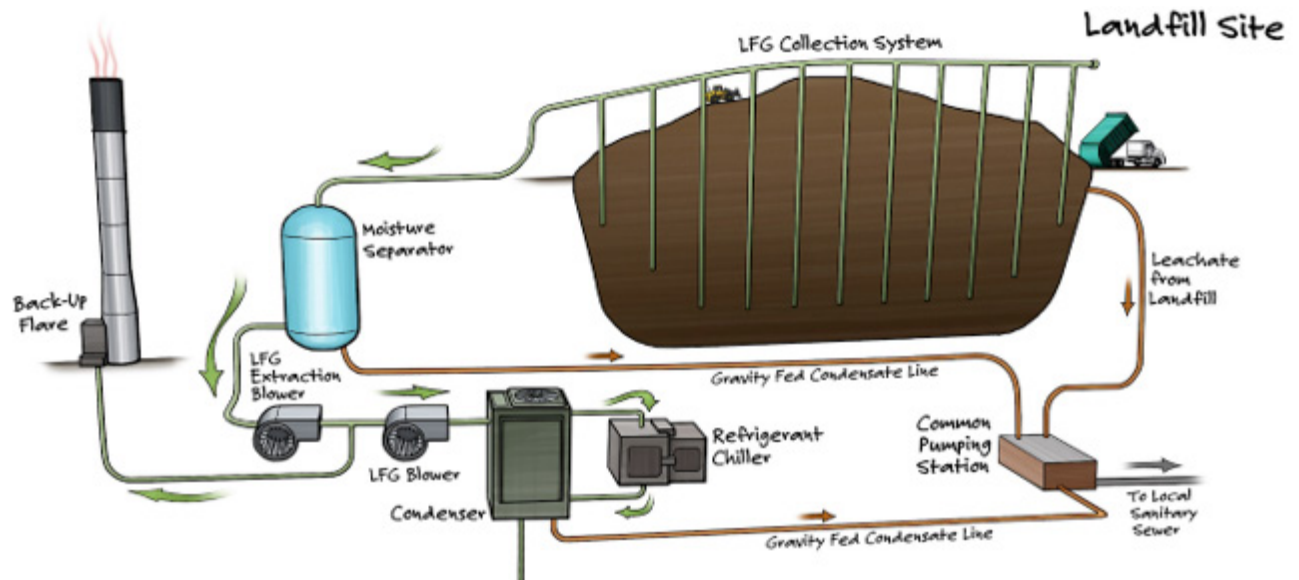 Landfill Site
LFG Collection System
Moisture
Separator
Leachate
from
Landfill
Back-Up
Flare
LFG
Extraction
Blower
Gravity Fed Condensate Line
Common
Pumping
Station
Refrigerant
Chiller
LFG Blower
Condenser
To Local
Sanitary
Sewer
Gravity Fed Condensate Line